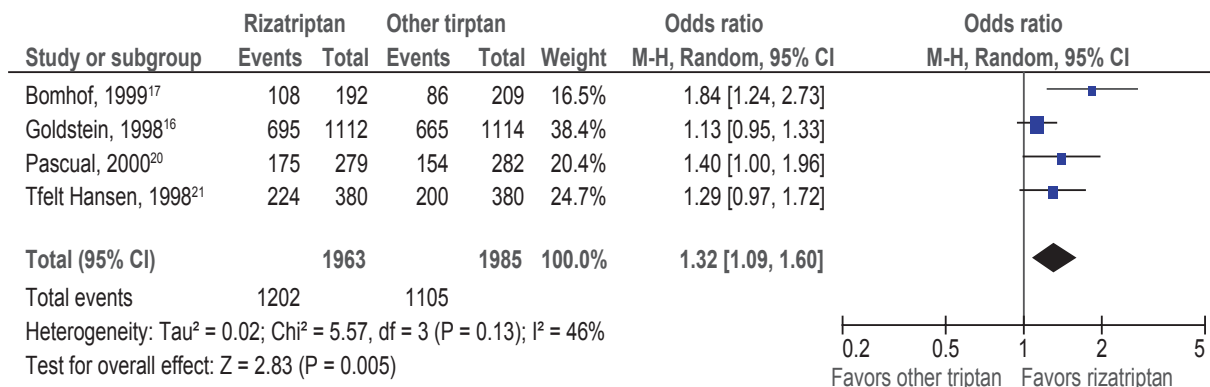 Rizatriptan Other tirptan Odds ratio Odds ratio
Study or subgroup Events Total Events Total Weight M-H, Random, 95% CI M-H, Random, 95% CI
Bomhof, 1999¹⁷ 108 192 86 209 16.5% 1.84 [1.24, 2.73]
Goldstein, 1998¹⁶ 695 1112 665 1114 38.4% 1.13 [0.95, 1.33]
Pascual, 2000²⁰ 175 279 154 282 20.4% 1.40 [1.00, 1.96]
Tfelt Hansen, 1998²¹ 224 380 200 380 24.7% 1.29 [0.97, 1.72]
Total (95% CI) 1963 1985 100.0% 1.32 [1.09, 1.60]
Total events 1202 1105
Heterogeneity: Tau² = 0.02; Chi² = 5.57, df = 3 (P = 0.13); I² = 46%
Test for overall effect: Z = 2.83 (P = 0.005)
0.2 0.5 1 2 5
Favors other triptan Favors rizatriptan